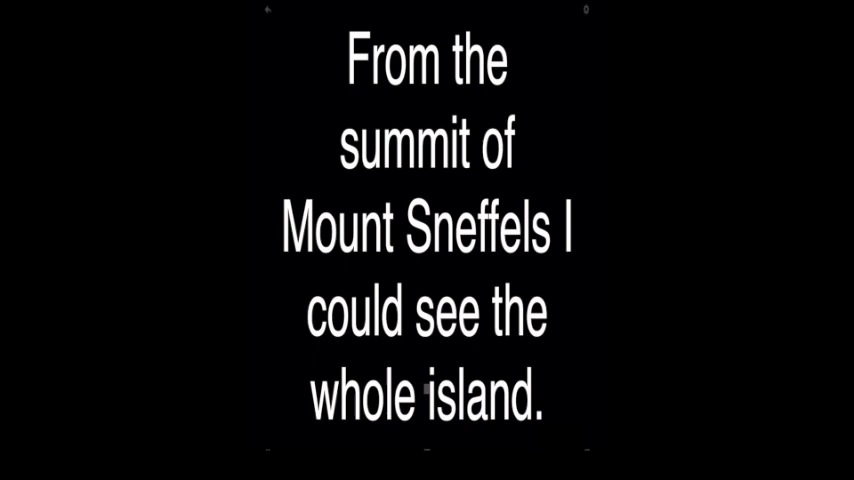 From the
summit of
Mount Sneffels I
could see the
whole island.